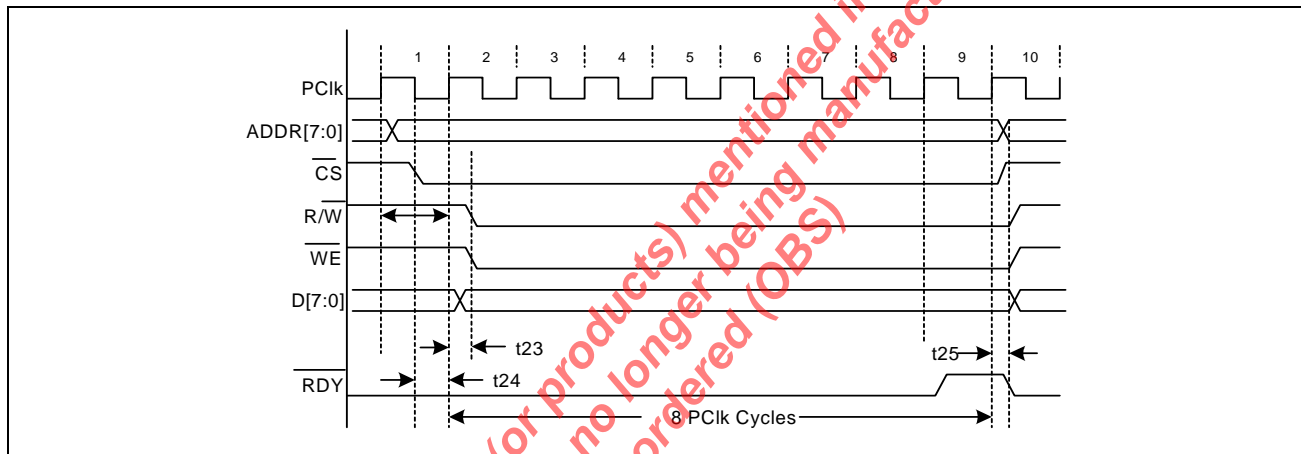 1 2 3 4 5 6 7 8 9 10
PClk
ADDR[7:0]
CS
R/W
WE
D[7:0]
t23
t25
t24
RDY
8 PClk Cycles
(or products) mentioned in
no longer being manufac
ordered (OBS)